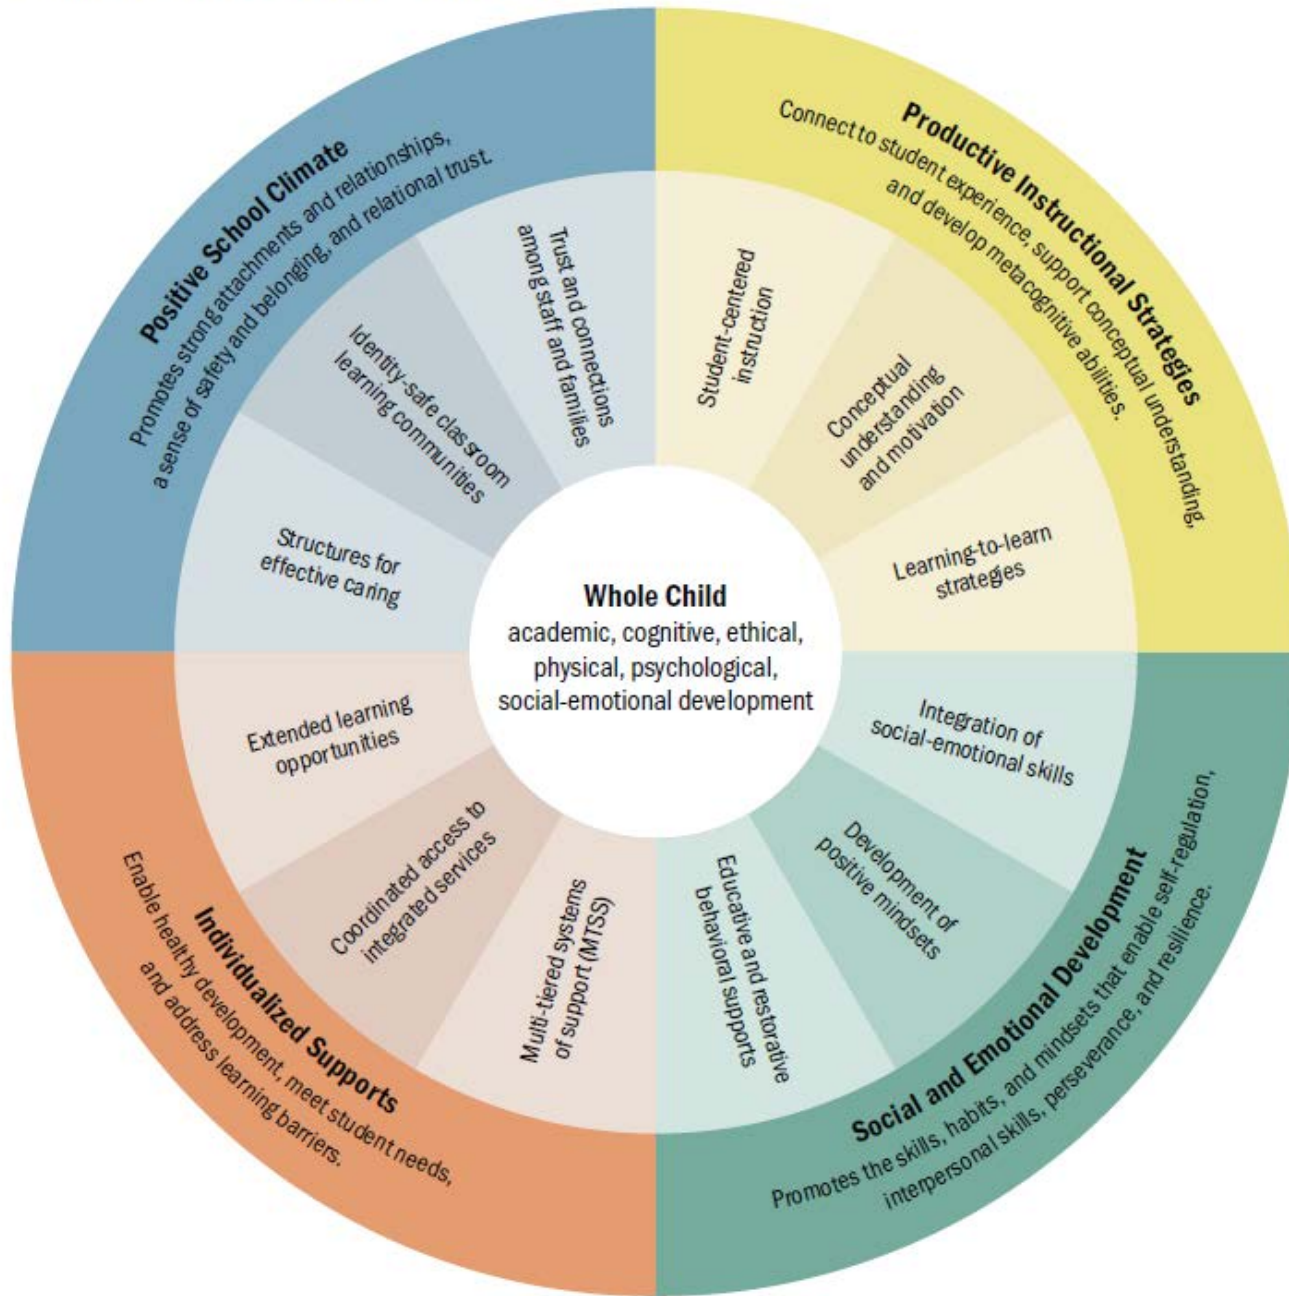 Positive School Climate
Promotes strong attachments and relationships,
a sense of safety and belonging, and relational trust.
Trust and connections
among staff and families
Identity-safe classroom
learning communities
Structures for
effective caring
Productive Instructional Strategies
Connect to student experience, support conceptual understanding,
and develop metacognitive abilities.
Student-centered
instruction
Conceptual
understanding
and motivation
Learning-to-learn
strategies
Whole Child
academic, cognitive, ethical,
physical, psychological,
social-emotional development
Integration of
social-emotional skills
Development of
positive mindsets
Educative and restorative
behavioral supports
Social and Emotional Development
Promotes the skills, habits, and mindsets that enable self-regulation,
interpersonal skills, perseverance, and resilience.
Extended learning
opportunities
Coordinated access to
integrated services
Multi-tiered systems
of support (MTSS)
Individualized Supports
Enable healthy development, meet student needs,
and address learning barriers.